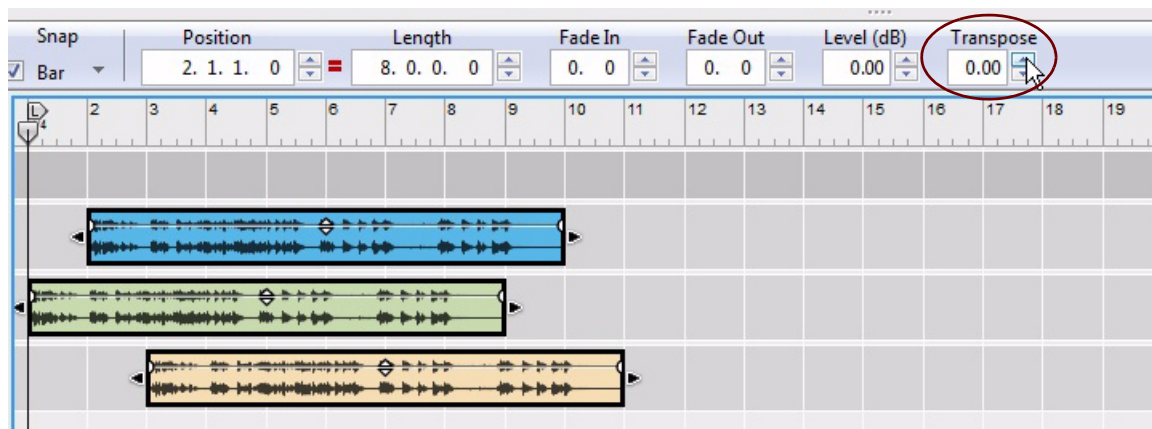 Snap Position Length Fade In Fade Out Level (dB) Transpose
Bar 2. 1. 1. 0 = 8. 0. 0. 0 0. 0 0. 0 0.00 0.00
L 2 3 4 5 6 7 8 9 10 11 12 13 14 15 16 17 18 19
4